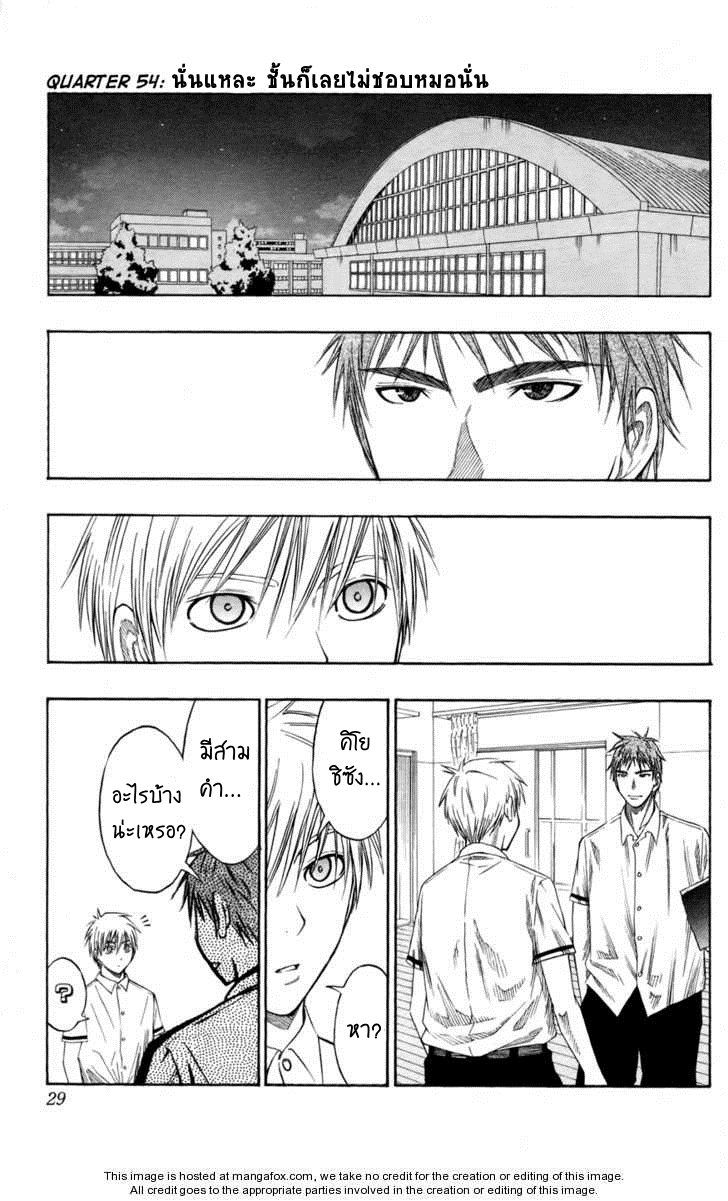 QUARTER 54: นั่นแหละ ชั้นก็เลยไม่ชอบหมอนั่น
คิโย
ชิซัง...
หา?
มีสาม
คำ...
อะไรบ้าง
น่ะเหรอ?
?
29
This image is hosted at mangafox.com, we take no credit for the creation or editing of this image.
All credit goes to the appropriate parties involved in the creation or editing of this image.